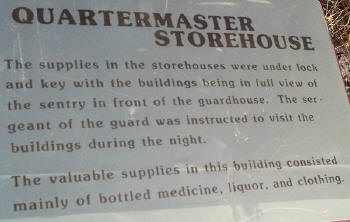 QUARTERMASTER
STOREHOUSE
The supplies in the storehouses were under lock
and key with the buildings being in full view of
the sentry in front of the guardhouse. The ser-
geant of the guard was instructed to visit the
buildings during the night.
The valuable supplies in this building consisted
mainly of bottled medicine, liquor, and clothing.